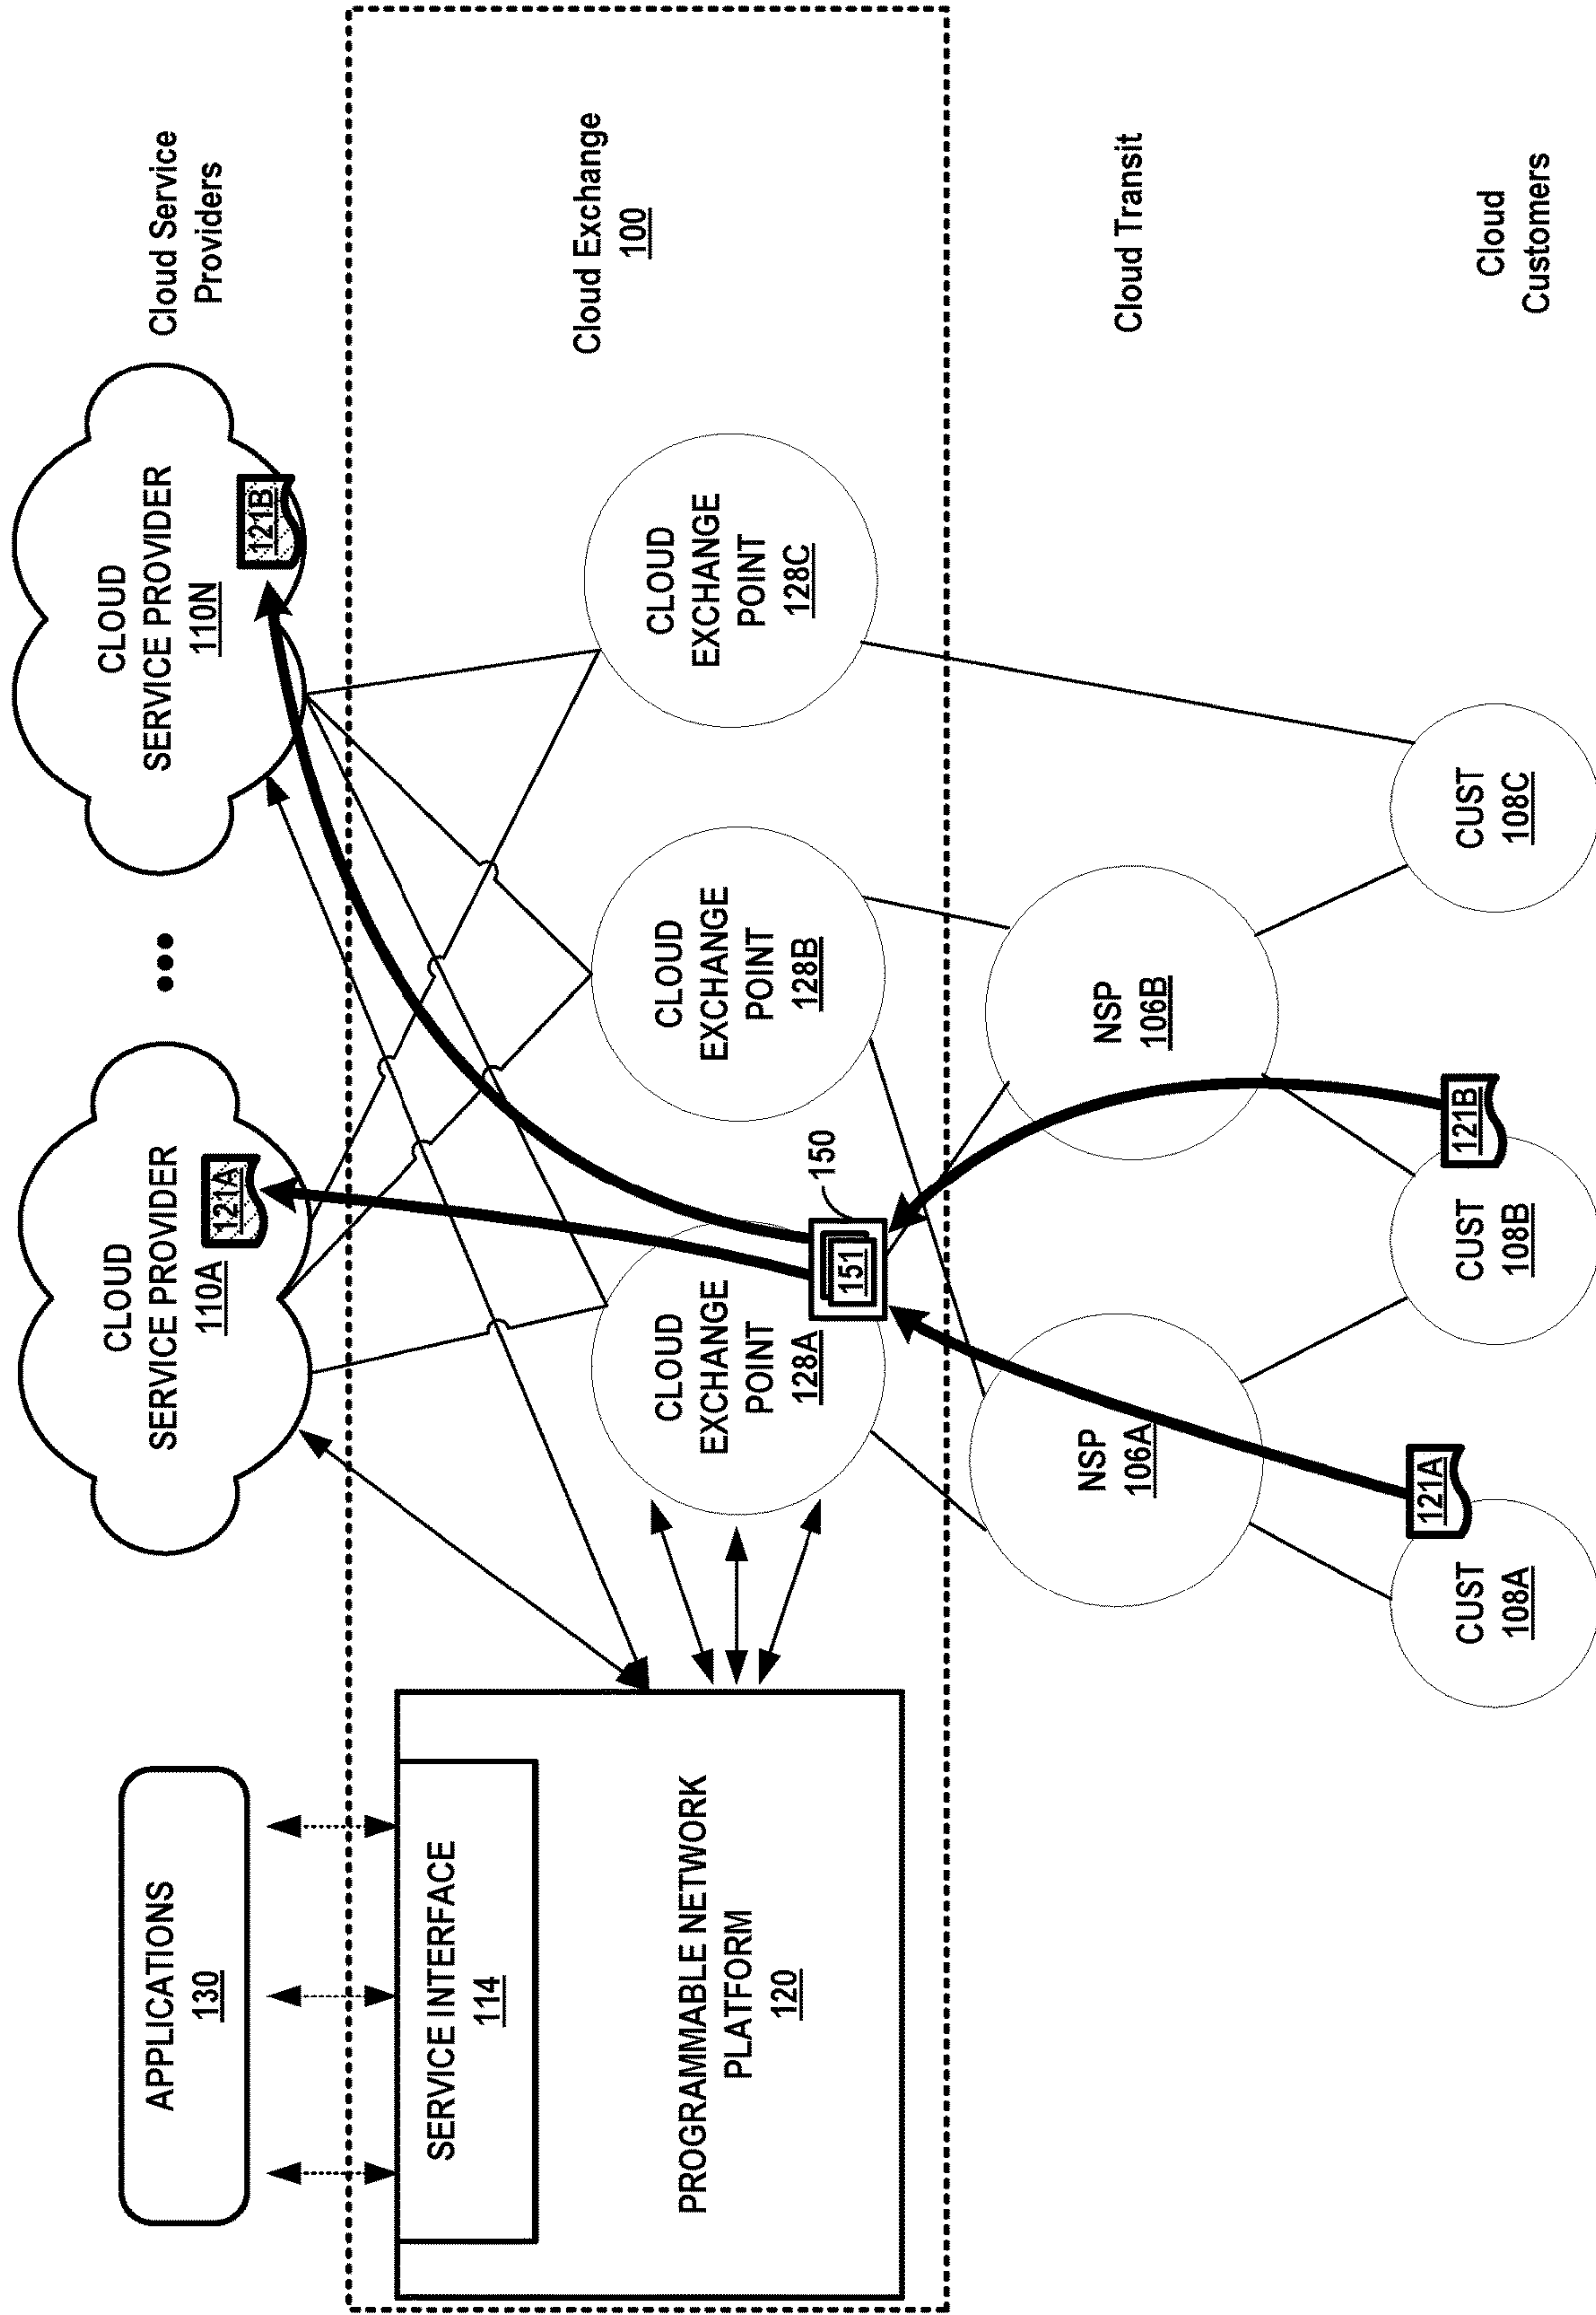 APPLICATIONS
130
CLOUD
SERVICE PROVIDER
110A
121A
CLOUD
SERVICE PROVIDER
110N
121B
Cloud Service
Providers
SERVICE INTERFACE
114
PROGRAMMABLE NETWORK
PLATFORM
120
CLOUD
EXCHANGE
POINT
128A
151
150
CLOUD
EXCHANGE
POINT
128B
CLOUD
EXCHANGE
POINT
128C
Cloud Exchange
100
NSP
106A
NSP
106B
Cloud Transit
CUST
108A
121A
CUST
108B
121B
CUST
108C
Cloud
Customers